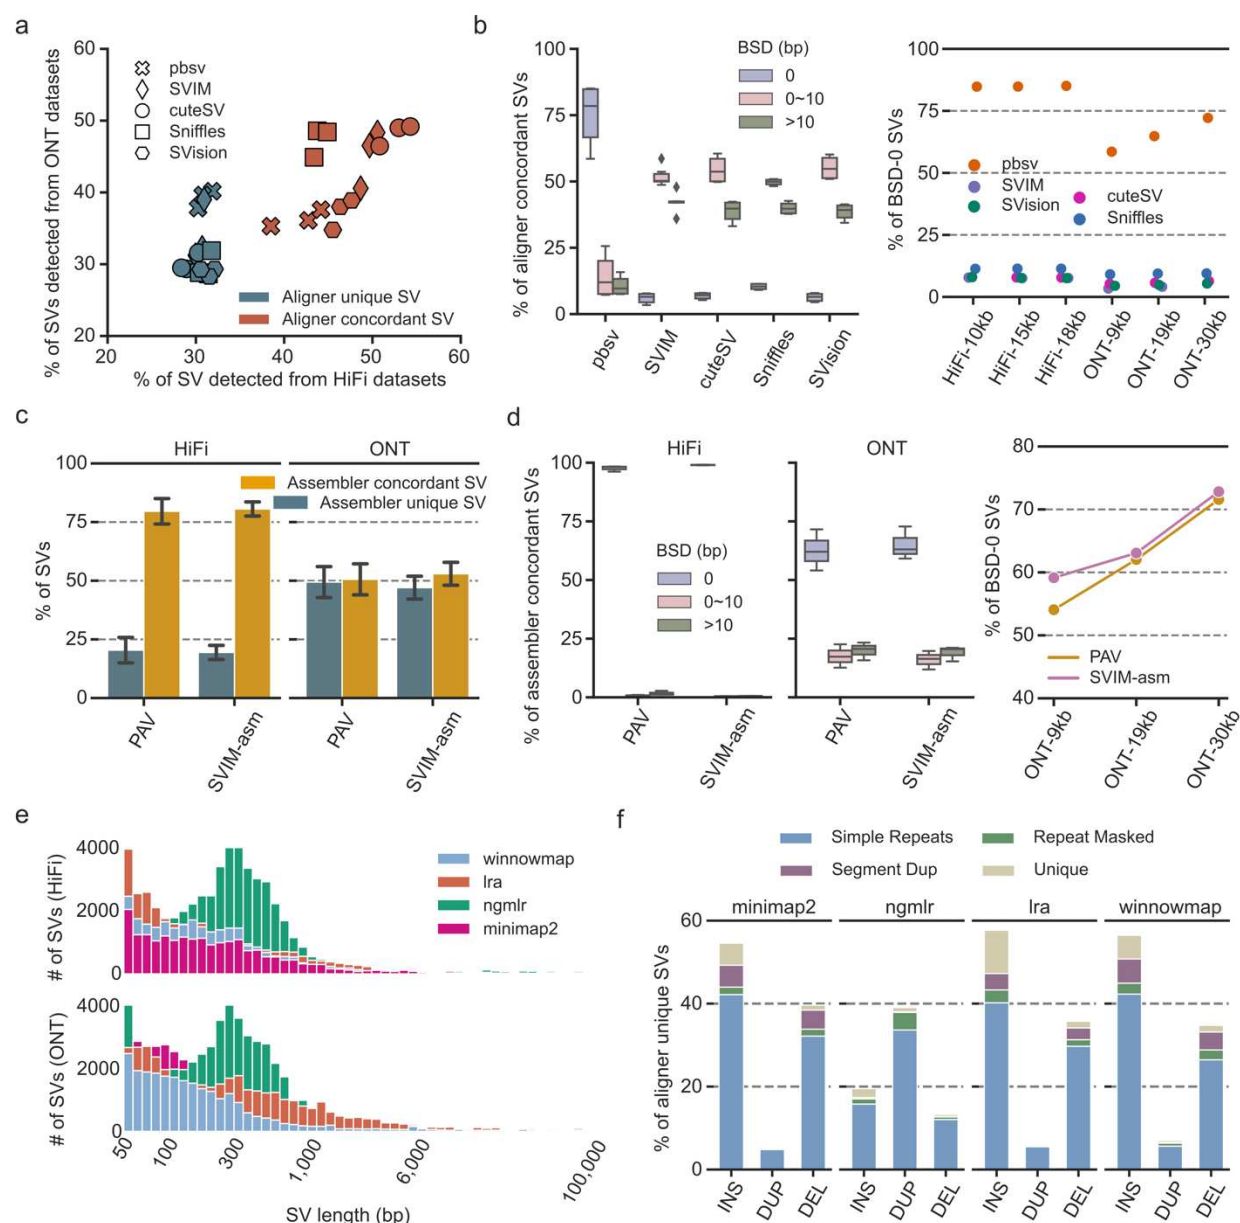 a
% of SVs detected from ONT datasets
60
50
40
30
20
pbsv
SVIM
cuteSV
Sniffles
SVision
Aligner unique SV
Aligner concordant SV
20 30 40 50 60
% of SV detected from HiFi datasets
b
% of aligner concordant SVs
100
75
50
25
0
BSD (bp)
0
0~10
>10
pbsv SVIM cuteSV Sniffles SVision
% of BSD-0 SVs
100
75
50
25
0
pbsv
SVIM
SVision
cuteSV
Sniffles
HiFi-10kb HiFi-15kb HiFi-18kb ONT-9kb ONT-19kb ONT-30kb
c
HiFi ONT
% of SVs
100
75
50
25
0
Assembler concordant SV
Assembler unique SV
PAV SVIM-asm PAV SVIM-asm
d
HiFi ONT
% of assembler concordant SVs
100
75
50
25
0
BSD (bp)
0
0~10
>10
PAV SVIM-asm PAV SVIM-asm
% of BSD-0 SVs
80
70
60
50
40
PAV
SVIM-asm
ONT-9kb ONT-19kb ONT-30kb
e
# of SVs (HiFi)
4000
2000
0
winnowmap
lra
ngmlr
minimap2
# of SVs (ONT)
4000
2000
0
50 100 300 1,000 6,000 100,000
SV length (bp)
f
Simple Repeats Repeat Masked
Segment Dup Unique
minimap2 ngmlr lra winnowmap
% of aligner unique SVs
60
40
20
0
INS DUP DEL INS DUP DEL INS DUP DEL INS DUP DEL